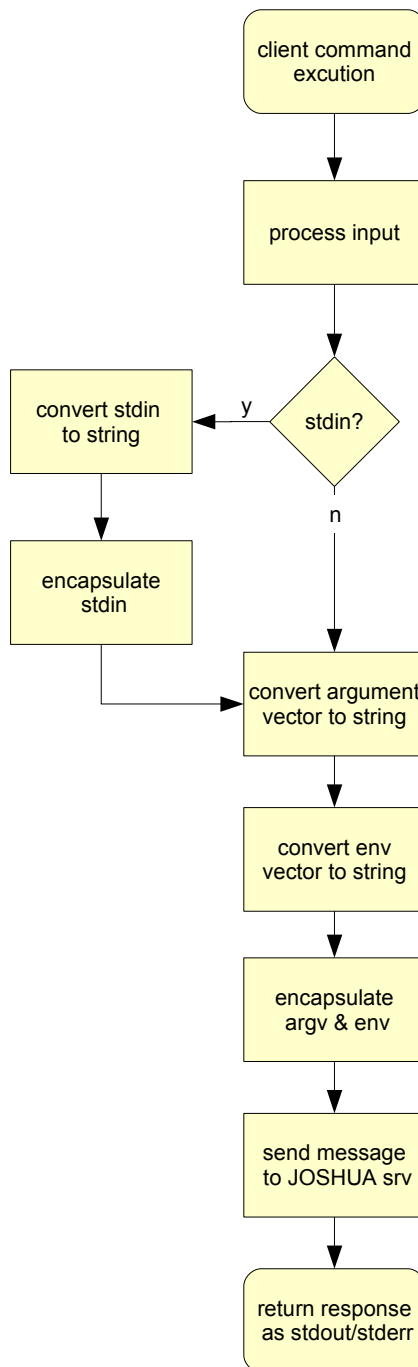 client command
excution
process input
stdin?
y
convert stdin
to string
n
encapsulate
stdin
convert argument
vector to string
convert env
vector to string
encapsulate
argv & env
send message
to JOSHUA srv
return response
as stdout/stderr